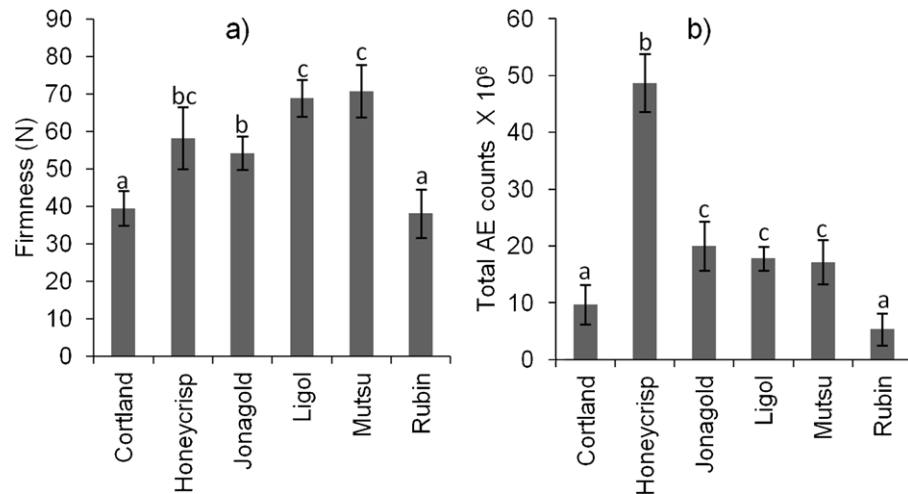 a)
Firmness (N)
90
80
70
60
50
40
30
20
10
0
a
bc
b
c
c
a
Cortland
Honeycrisp
Jonagold
Ligol
Mutsu
Rubin
b)
Total AE counts X 10⁶
60
50
40
30
20
10
0
a
b
c
c
c
a
Cortland
Honeycrisp
Jonagold
Ligol
Mutsu
Rubin